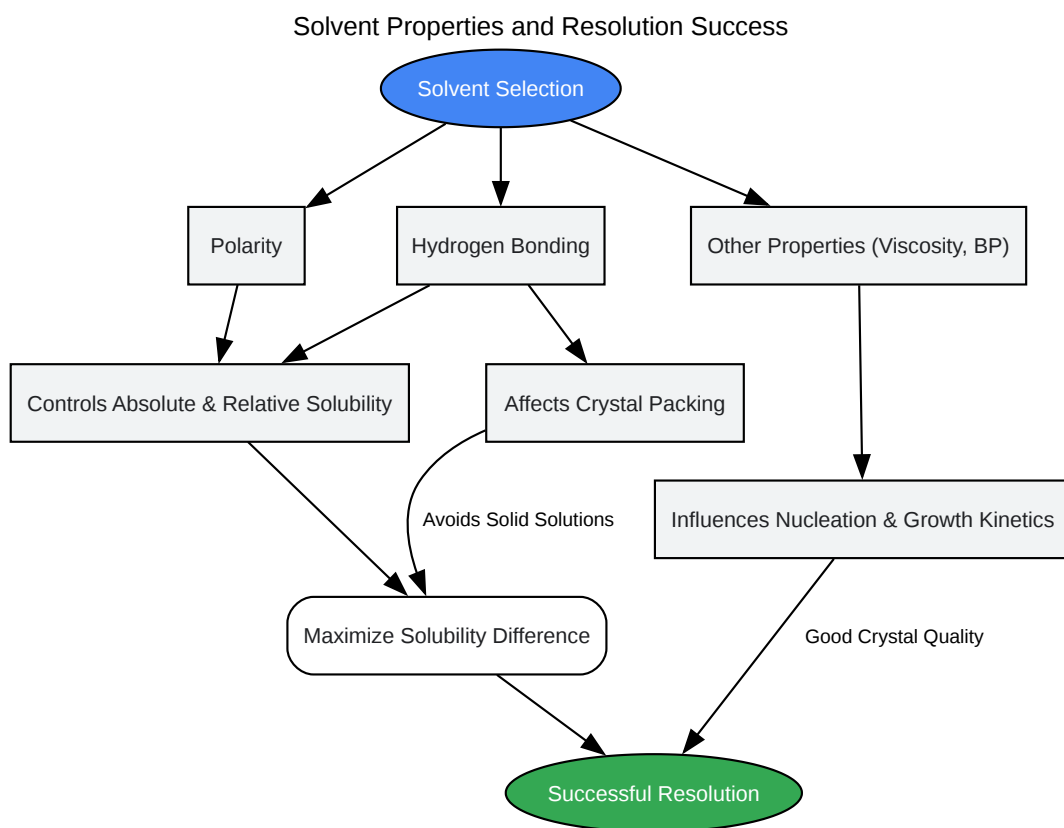 Solvent Properties and Resolution Success
Solvent Selection
Polarity
Hydrogen Bonding
Other Properties (Viscosity, BP)
Controls Absolute & Relative Solubility
Affects Crystal Packing
Avoids Solid Solutions
Influences Nucleation & Growth Kinetics
Maximize Solubility Difference
Good Crystal Quality
Successful Resolution